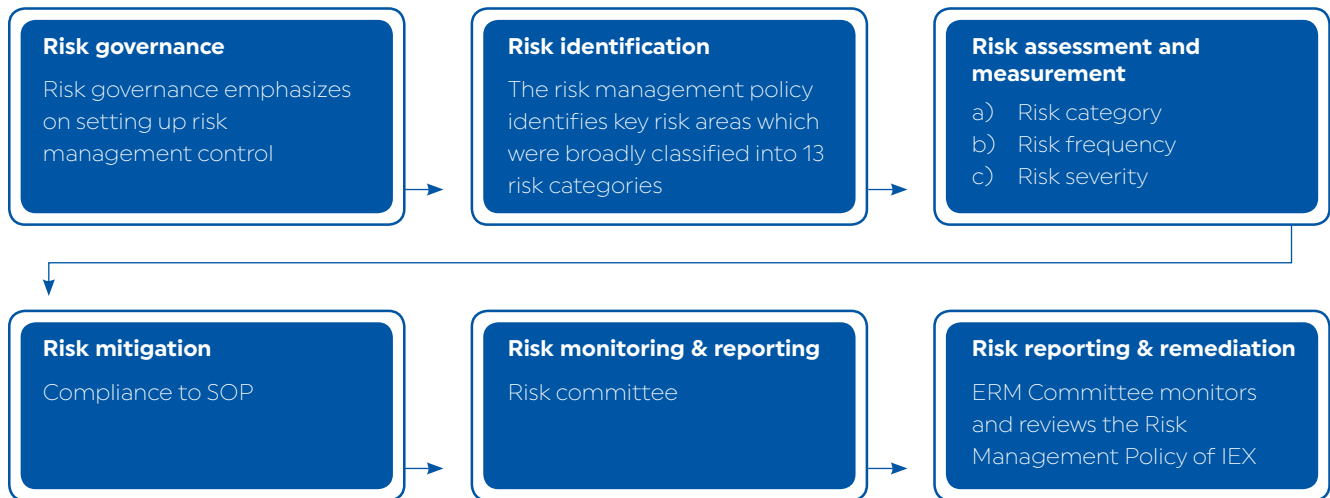 Risk governance
Risk governance emphasizes
on setting up risk
management control
Risk identification
The risk management policy
identifies key risk areas which
were broadly classified into 13
risk categories
Risk assessment and
measurement
a) Risk category
b) Risk frequency
c) Risk severity
Risk mitigation
Compliance to SOP
Risk monitoring & reporting
Risk committee
Risk reporting & remediation
ERM Committee monitors
and reviews the Risk
Management Policy of IEX